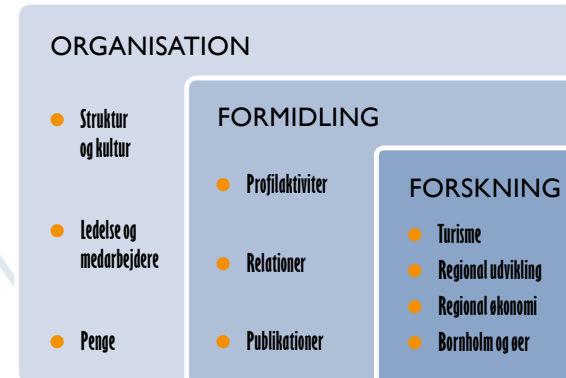 ORGANISATION
Struktur
og kultur
Ledelse og
medarbejdere
Penge
FORMIDLING
Profilaktiviter
Relationer
Publikationer
FORSKNING
Turisme
Regional udvikling
Regional økonomi
Bornholm og øer